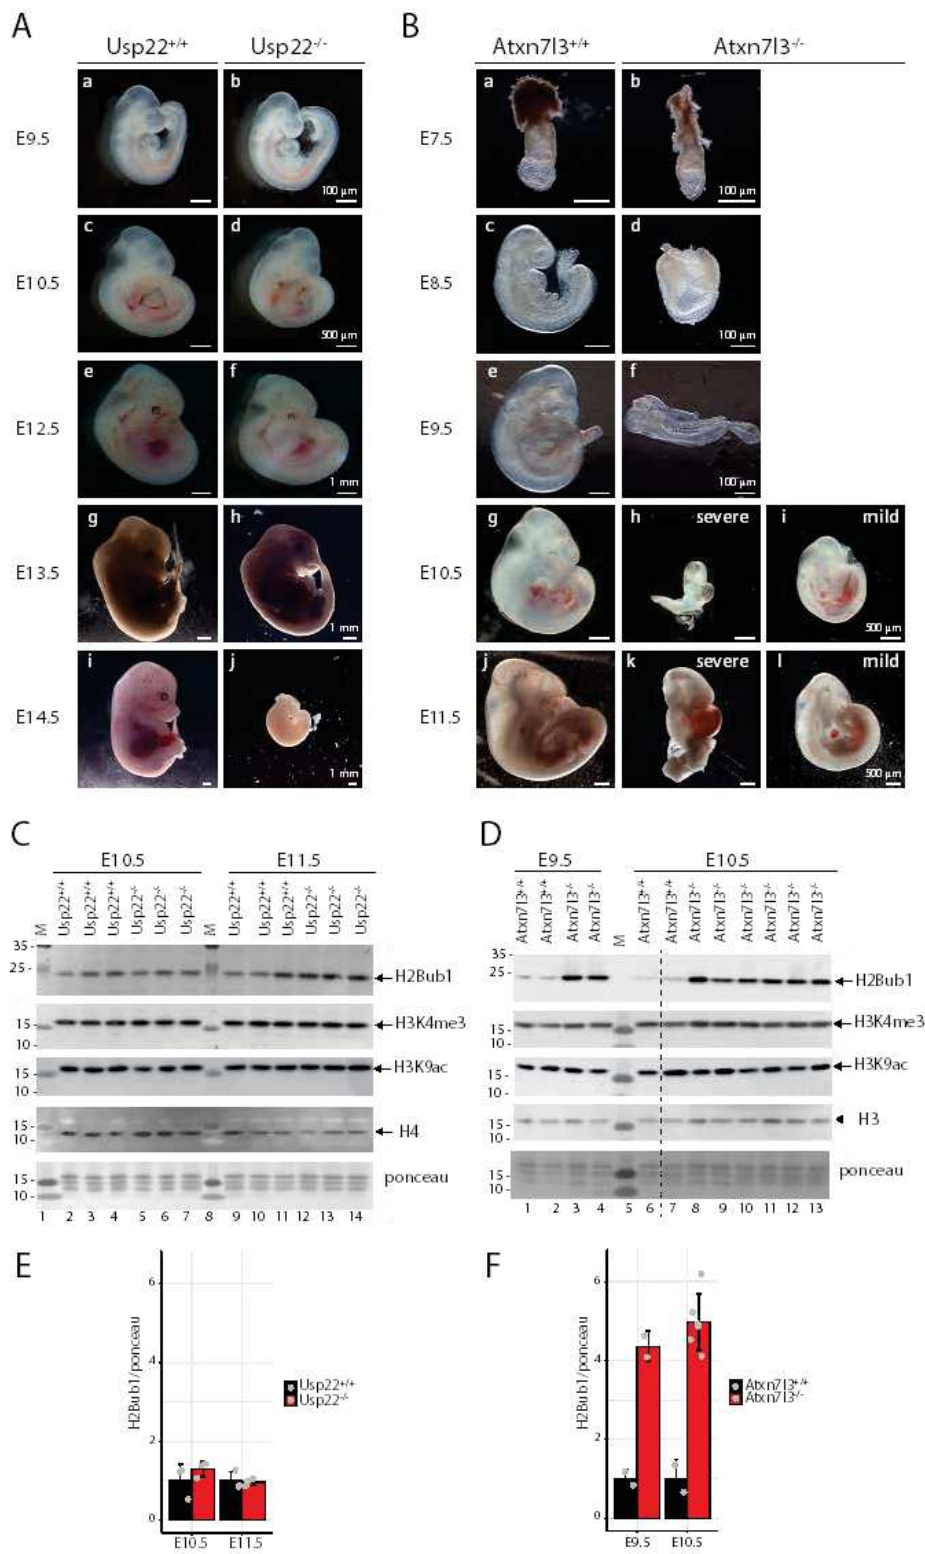 A
B
Usp22+/+ Usp22-/-
Atxn7l3+/+ Atxn7l3-/-
a b
E9.5
100 µm
c d
E10.5
500 µm
e f
E12.5
1 mm
g h
E13.5
1 mm
i j
E14.5
1 mm
a b
E7.5
100 µm
c d
E8.5
100 µm
e f
E9.5
100 µm
g h severe i mild
E10.5
500 µm
j k severe l mild
E11.5
500 µm
C
E10.5 E11.5
M Usp22+/+ Usp22+/+ Usp22+/+ Usp22-/- Usp22-/- Usp22-/- M Usp22+/+ Usp22+/+ Usp22+/+ Usp22-/- Usp22-/- Usp22-/-
35 -
25 -
H2Bub1
15 -
10 -
H3K4me3
15 -
10 -
H3K9ac
15 -
10 -
H4
15 -
10 -
ponceau
1 2 3 4 5 6 7 8 9 10 11 12 13 14
D
E9.5 E10.5
Atxn7l3+/+ Atxn7l3+/+ Atxn7l3-/- Atxn7l3-/- M Atxn7l3+/+ Atxn7l3+/+ Atxn7l3-/- Atxn7l3-/- Atxn7l3-/- Atxn7l3-/- Atxn7l3-/- Atxn7l3-/-
35 -
25 -
H2Bub1
15 -
10 -
H3K4me3
15 -
10 -
H3K9ac
15 -
10 -
H3
15 -
10 -
ponceau
1 2 3 4 5 6 7 8 9 10 11 12 13
E
H2Bub1/ponceau
6
4
2
0
E10.5 E11.5
Usp22+/+
Usp22-/-
F
H2Bub1/ponceau
6
4
2
0
E9.5 E10.5
Atxn7l3+/+
Atxn7l3-/-